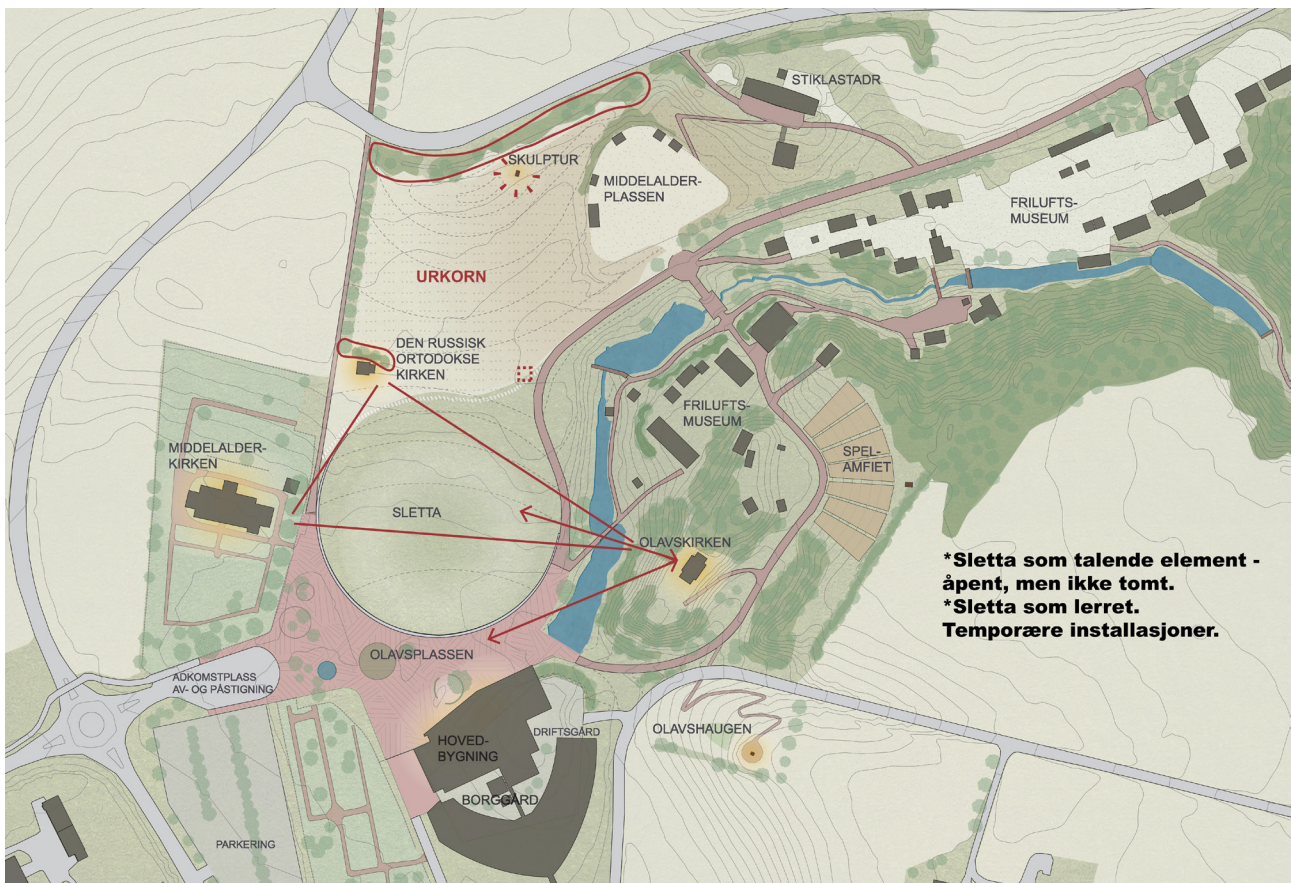 STIKLASTADR
SKULPTUR
MIDDELALDER-
PLASSEN
FRILUFTS-
MUSEUM
URKORN
DEN RUSSISK
ORTODOKSE
KIRKEN
FRILUFTS-
MUSEUM
MIDDELALDER-
KIRKEN
SPEL-
AMFIET
SLETTA
OLAVSKIRKEN
*Sletta som talende element -
åpent, men ikke tomt.
*Sletta som lerret.
Temporære installasjoner.
OLAVSPLASSEN
ADKOMSTPLASS
AV- OG PÅSTIGNING
HOVED-
BYGNING
DRIFTSGÅRD
OLAVSHAUGEN
BORGGÅRD
PARKERING